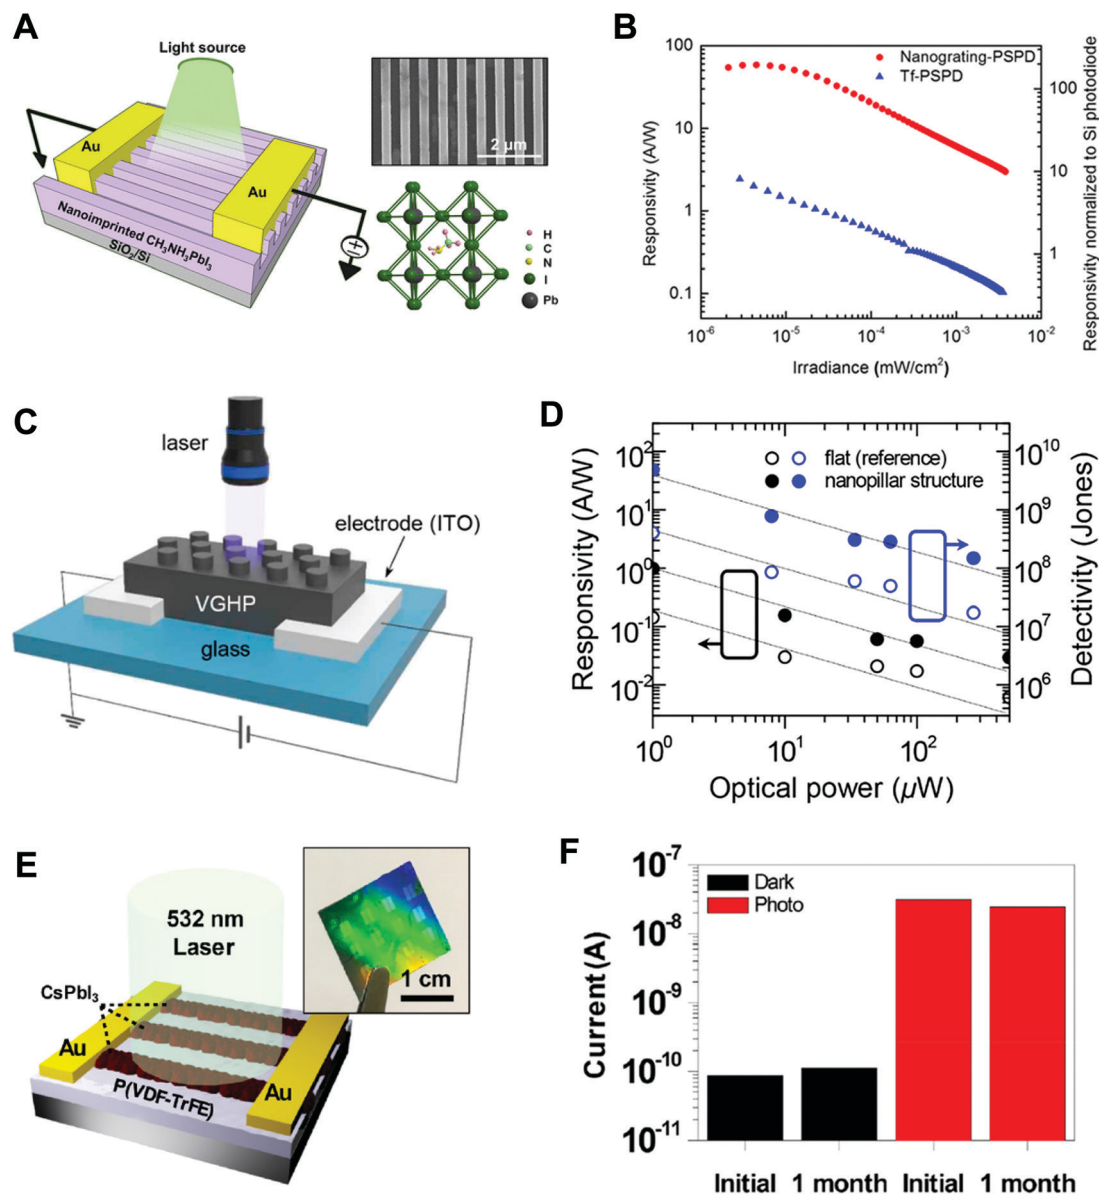 A
Light source
Au
Au
Nanoimprinted CH₃NH₃PbI₃
SiO₂/Si
2 μm
H
C
N
I
Pb
B
Nanograting-PSPD
Tf-PSPD
Responsivity (A/W)
100
10
1
0.1
Responsivity normalized to Si photodiode
100
10
1
10⁻⁶ 10⁻⁵ 10⁻⁴ 10⁻³ 10⁻²
Irradiance (mW/cm²)
C
laser
electrode (ITO)
VGHP
glass
D
flat (reference)
nanopillar structure
Responsivity (A/W)
10²
10¹
10⁰
10⁻¹
10⁻²
Detectivity (Jones)
10¹⁰
10⁹
10⁸
10⁷
10⁶
10⁰ 10¹ 10²
Optical power (μW)
E
532 nm
Laser
1 cm
CsPbI₃
Au
Au
P(VDF-TrFE)
F
Dark
Photo
Current (A)
10⁻⁷
10⁻⁸
10⁻⁹
10⁻¹⁰
10⁻¹¹
Initial 1 month Initial 1 month